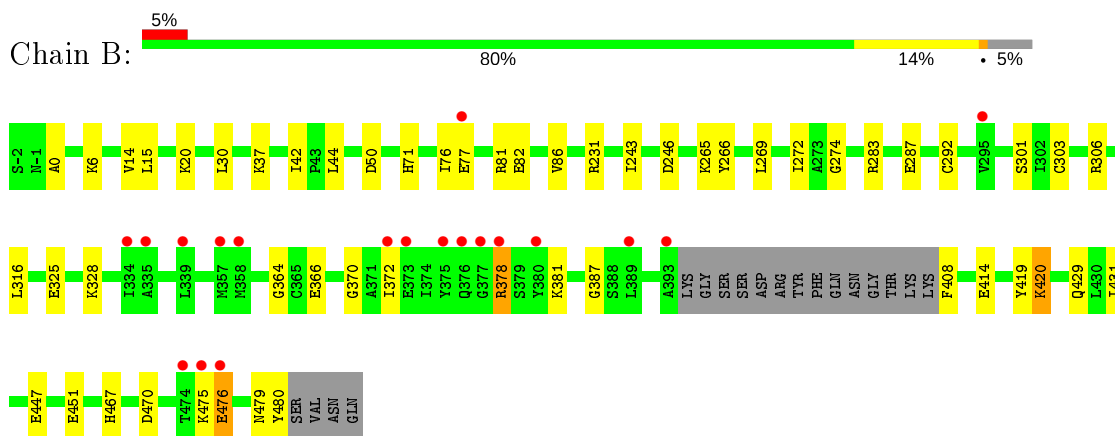 5%
Chain B:
80% 14% • 5%
S-2 N-1 A0 K6 V14 L15 K20 L30 K37 I42 P43 L44 D50 H71 I76 E77 R81 E82 V86 R231 I243 D246 K265 Y266 L269 I272 A273 G274 R283 E287 C292 V295 S301 I302 C303 R306
L316 E325 K328 I334 A335 L339 M357 M358 G364 C365 E366 G370 A371 I372 E373 I374 Y375 Q376 G377 R378 S379 Y380 K381 G387 S388 L389 A393 LYS GLY SER SER ASP ARG TYR PHE GLN ASN GLY THR LYS LYS F408 E414 Y419 K420 Q429 L430 I431
E447 E451 H467 D470 T474 K475 E476 N479 Y480 SER VAL ASN GLN